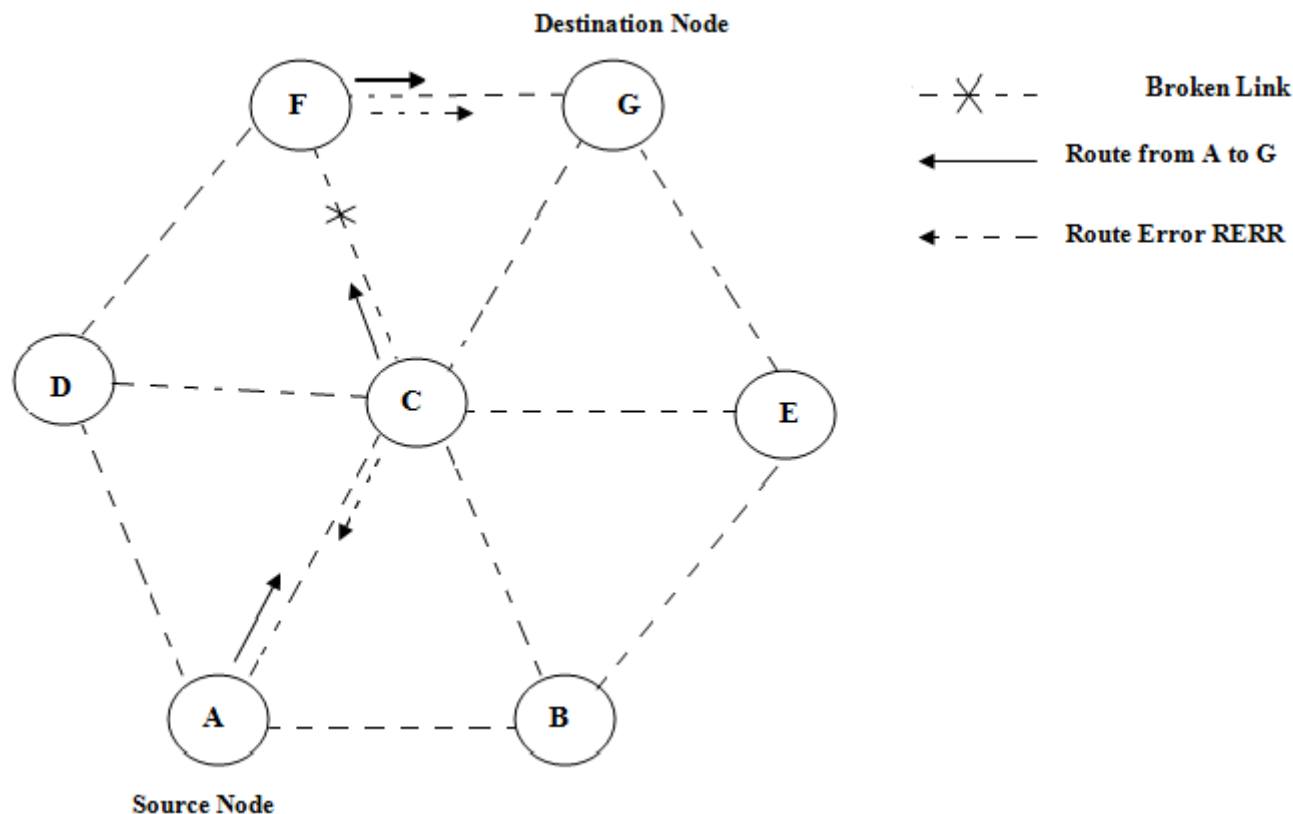 Destination Node
F
G
Broken Link
Route from A to G
Route Error RERR
D
C
E
A
B
Source Node